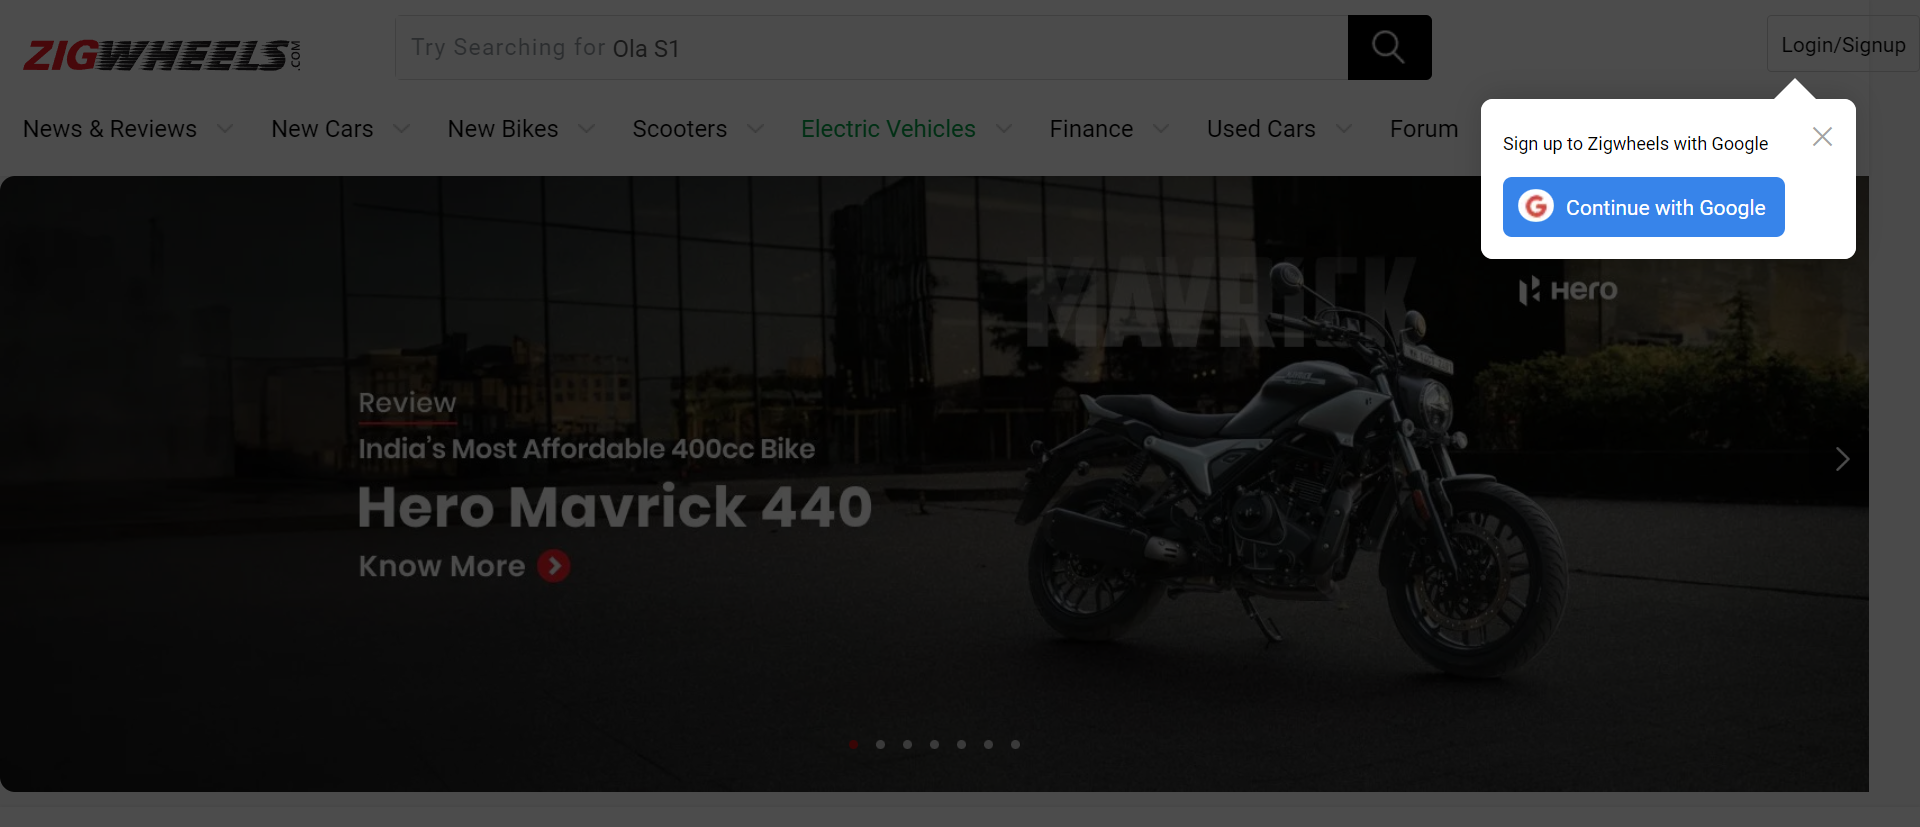 ZIGWHEELS.COM
Try Searching for Ola S1
Login/Signup
News & Reviews
New Cars
New Bikes
Scooters
Electric Vehicles
Finance
Used Cars
Forum
Sign up to Zigwheels with Google
Continue with Google
MAVRICK
Hero
Review
India's Most Affordable 400cc Bike
Hero Mavrick 440
Know More